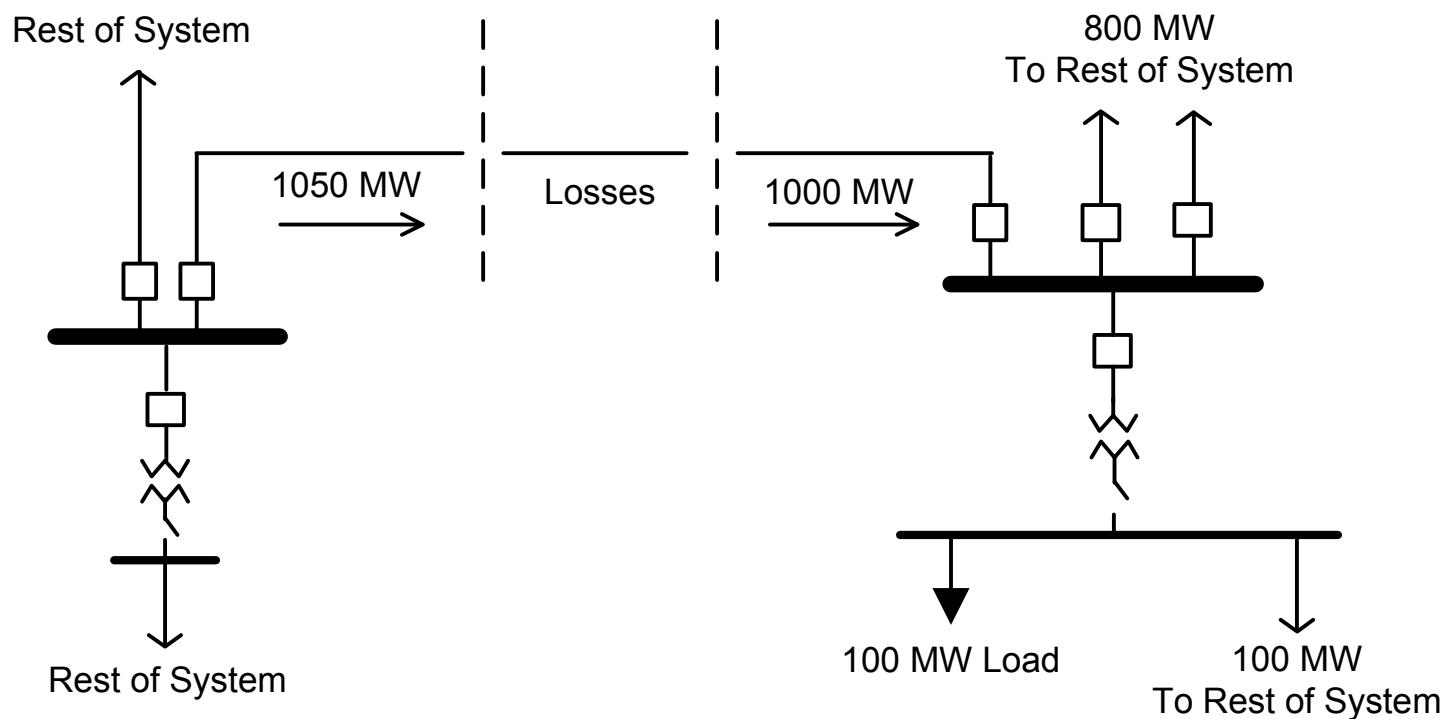 Rest of System
800 MW
To Rest of System
1050 MW
Losses
1000 MW
100 MW Load
100 MW
To Rest of System
Rest of System